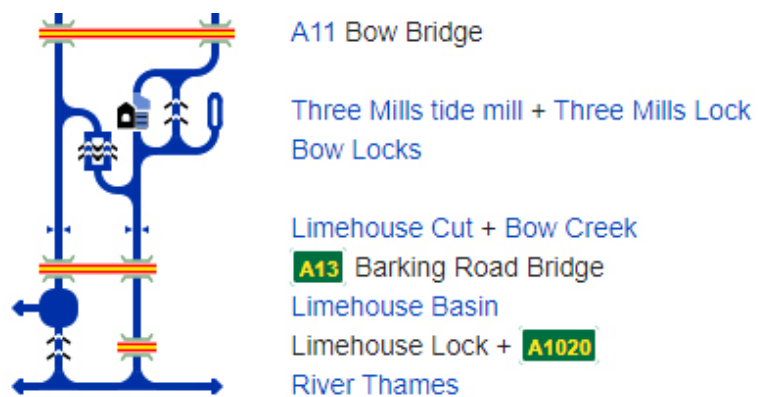 A11 Bow Bridge
Three Mills tide mill + Three Mills Lock
Bow Locks
Limehouse Cut + Bow Creek
A13 Barking Road Bridge
Limehouse Basin
Limehouse Lock + A1020
River Thames